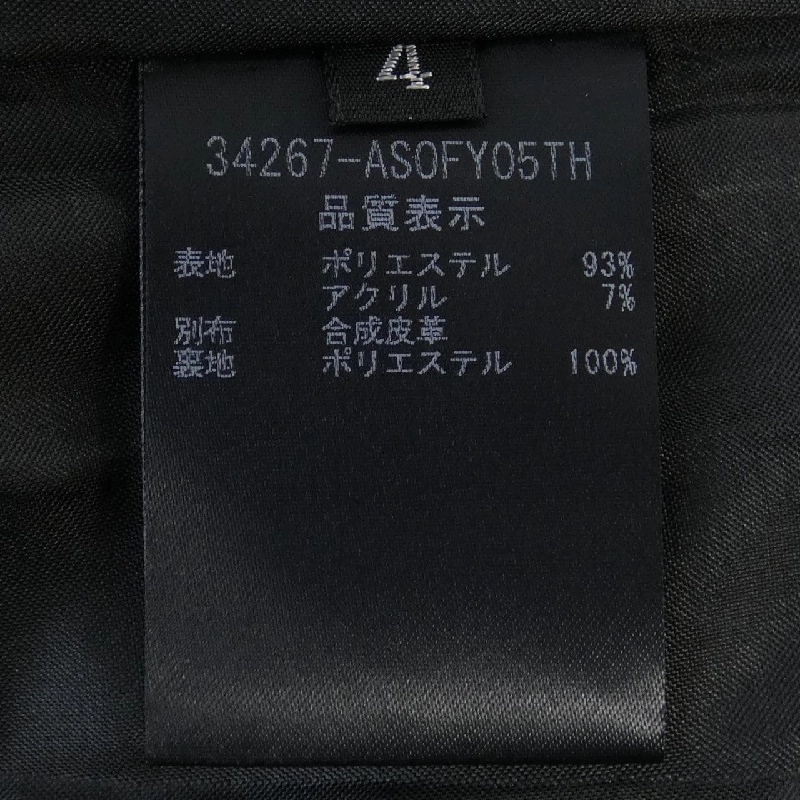 4
34267-ASOFY05TH
品質表示
表地 ポリエステル 93%
アクリル 7%
別布 合成皮革
裏地 ポリエステル 100%